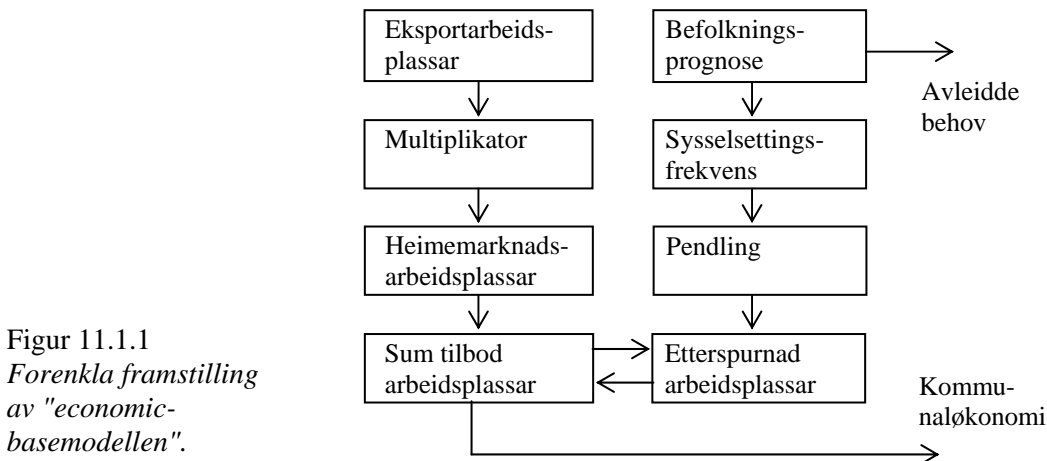 Eksportarbeids-
plassar
Befolknings-
prognose
Avleidde
behov
Multiplikator
Sysselsettings-
frekvens
Heimemarknads-
arbeidsplassar
Pendling
Sum tilbod
arbeidsplassar
Etterspurnad
arbeidsplassar
Kommu-
naløkonomi
Figur 11.1.1
Forenkla framstilling
av "economic-
basemodellen".